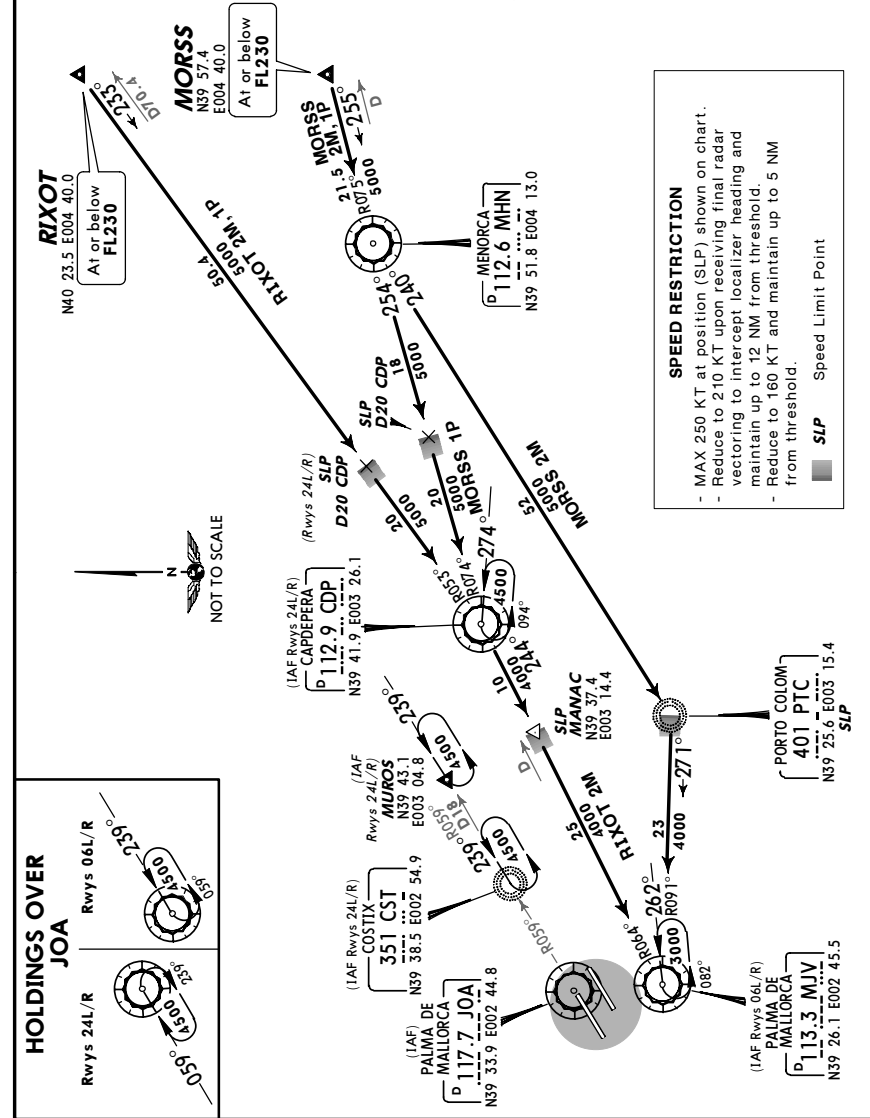 HOLDINGS OVER
JOA
Rwys 24L/R
Rwys 06L/R
4500
239°
059°
239°
4500
059°
N
NOT TO SCALE
RIXOT
N40 23.5 E004 40.0
At or below
FL230
233°
D70.4
MORSS
N39 57.4
E004 40.0
At or below
FL230
255°
D
MORSS
2M,1P
21.5
5000
R075°
50.4
5000
RIXOT 2M,1P
D
MENORCA
112.6 MHN
N39 51.8 E004 13.0
254°
240°
18
5000
SLP
D20 CDP
(Rwys 24L/R)
SLP
D20 CDP
20
5000
20
5000
MORSS 1P
52
5000
MORSS 2M
R053°
R074°
274°
4500
094°
(IAF Rwys 24L/R)
CAPDEPERA
D
112.9 CDP
N39 41.9 E003 26.1
10
4000
244°
SLP
MANAC
N39 37.4
E003 14.4
D
(IAF
Rwys 24L/R)
MUROS
N39 43.1
E003 04.8
239°
4500
R059°
D18
(IAF Rwys 24L/R)
COSTIX
351 CST
N39 38.5 E002 54.9
239°
4500
R059°
(IAF)
PALMA DE
MALLORCA
D
117.7 JOA
N39 33.9 E002 44.8
25
4000
RIXOT 2M
R064°
262°
R091°
3000
082°
23
4000
271°
PORTO COLOM
401 PTC
N39 25.6 E003 15.4
SLP
(IAF Rwys 06L/R)
PALMA DE
MALLORCA
D
113.3 MJV
N39 26.1 E002 45.5
SPEED RESTRICTION
- MAX 250 KT at position (SLP) shown on chart.
- Reduce to 210 KT upon receiving final radar
vectoring to intercept localizer heading and
maintain up to 12 NM from threshold.
- Reduce to 160 KT and maintain up to 5 NM
from threshold.
SLP Speed Limit Point